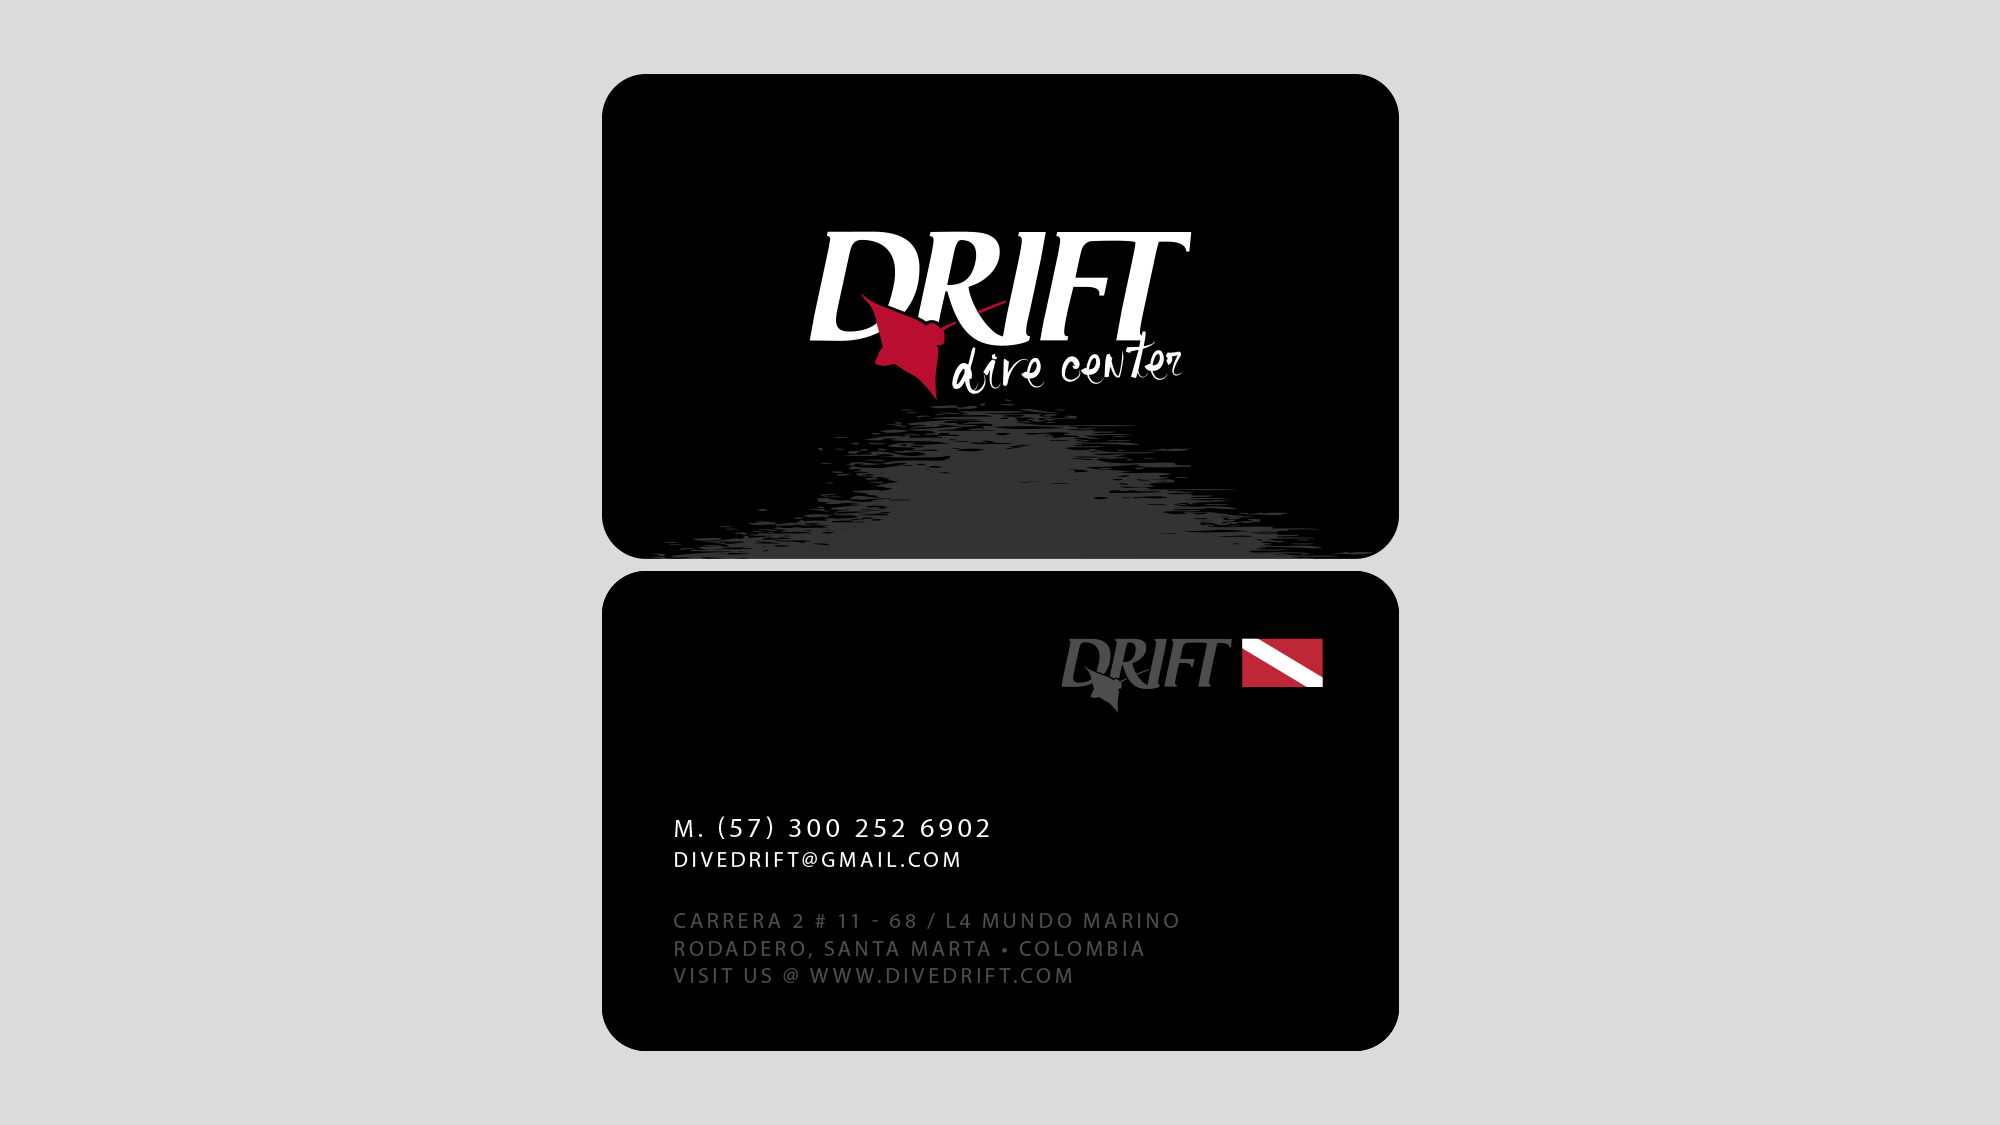 DRIFT
dive center
DRIFT
M. (57) 300 252 6902
DIVEDRIFT@GMAIL.COM
CARRERA 2 # 11 - 68 / L4 MUNDO MARINO
RODADERO, SANTA MARTA • COLOMBIA
VISIT US @ WWW.DIVEDRIFT.COM